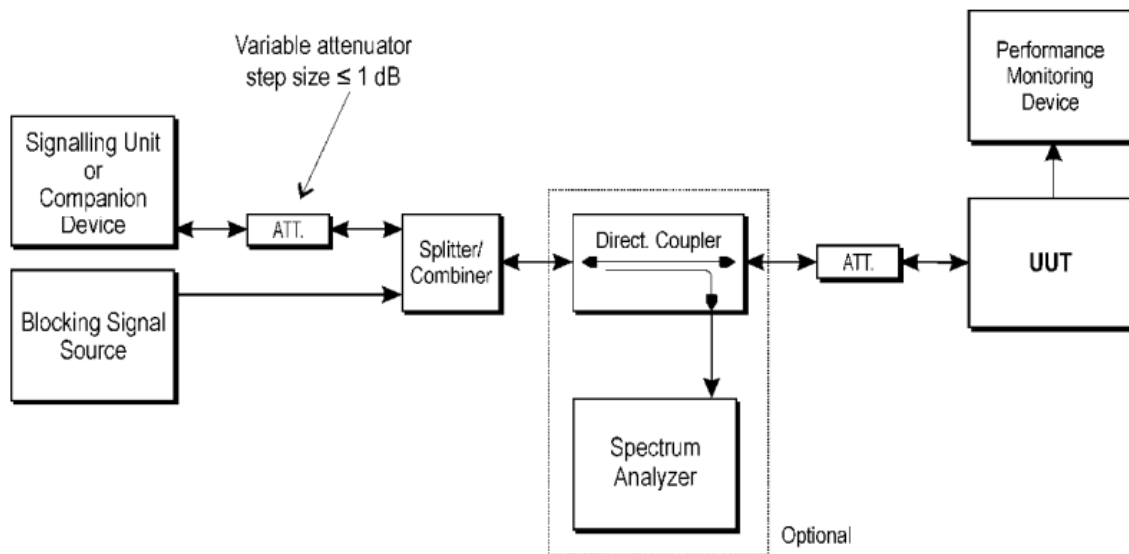 Variable attenuator
step size ≤ 1 dB
Performance
Monitoring
Device
Signalling Unit
or
Companion
Device
ATT.
Splitter/
Combiner
Direct. Coupler
ATT.
UUT
Blocking Signal
Source
Spectrum
Analyzer
Optional